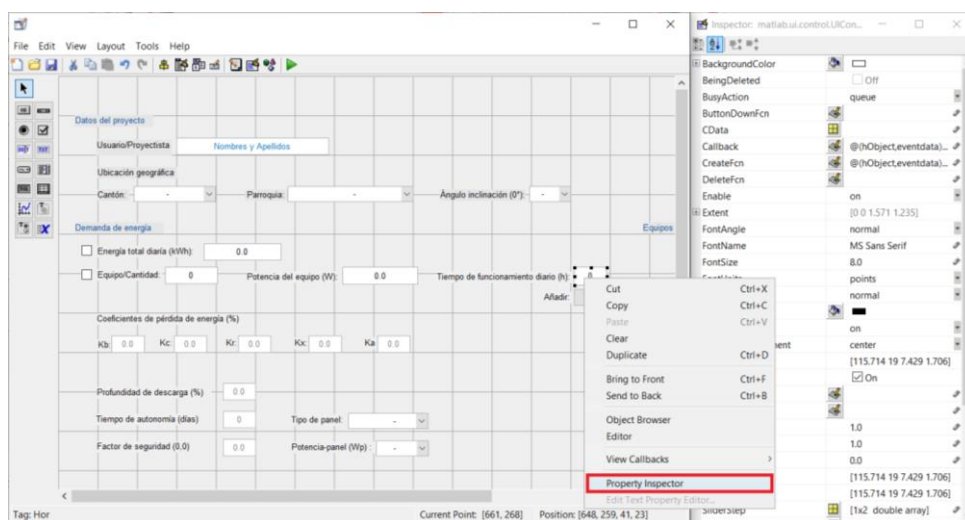 Inspector: matlab.ui.control.UICon...
File Edit View Layout Tools Help
Datos del proyecto
Usuario/Proyectista Nombres y Apellidos
Ubicación geográfica
Cantón: - Parroquia: - Ángulo inclinación (0°): -
Demanda de energía Equipos
Energía total diaría (kWh): 0.0
Equipo/Cantidad: 0 Potencia del equipo (W): 0.0 Tiempo de funcionamiento diario (h): 0
Añadir:
Coeficientes de pérdida de energía (%)
Kb: 0.0 Kc: 0.0 Kr: 0.0 Kx: 0.0 Ka 0.0
Profundidad de descarga (%) 0.0
Tiempo de autonomía (días) 0 Tipo de panel: -
Factor de seguridad (0,0) 0.0 Potencia-panel (Wp) : -
Tag: Hor Current Point: [661, 268] Position: [648, 259, 41, 23]
Cut Ctrl+X
Copy Ctrl+C
Paste Ctrl+V
Clear
Duplicate Ctrl+D
Bring to Front Ctrl+F
Send to Back Ctrl+B
Object Browser
Editor
View Callbacks
Property Inspector
Edit Text Property Editor...
BackgroundColor
BeingDeleted Off
BusyAction queue
ButtonDownFcn
CData
Callback @(hObject,eventdata)...
CreateFcn @(hObject,eventdata)...
DeleteFcn
Enable on
Extent [0 0 1.571 1.235]
FontAngle normal
FontName MS Sans Serif
FontSize 8.0
FontUnits points
normal
on
center
[115.714 19 7.429 1.706]
On
1.0
1.0
0.0
[115.714 19 7.429 1.706]
[115.714 19 7.429 1.706]
SliderStep [1x2 double array]